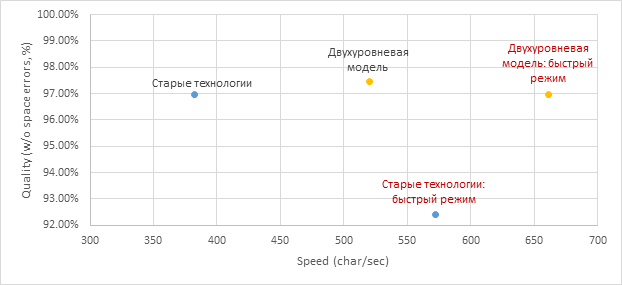 100.00%
99.00%
98.00%
97.00%
96.00%
95.00%
94.00%
93.00%
92.00%
Quality (w/o space errors, %)
Старые технологии
Двухуровневая
модель
Двухуровневая
модель: быстрый
режим
Старые технологии:
быстрый режим
300 350 400 450 500 550 600 650 700
Speed (char/sec)